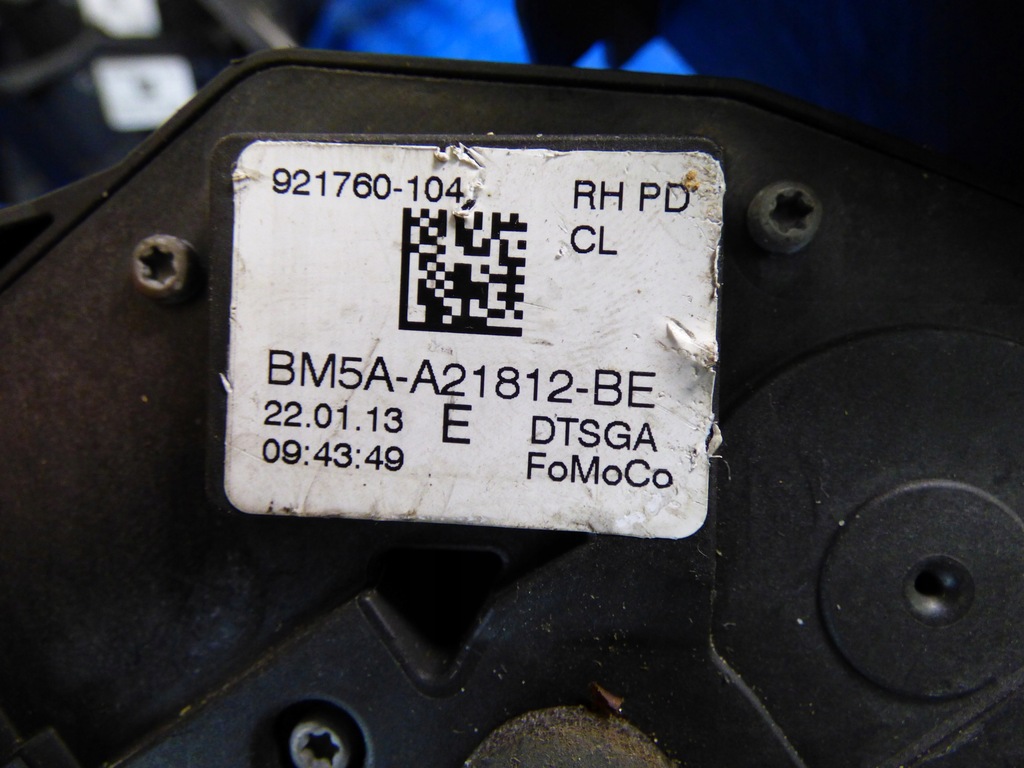 921760-104 RH PD
CL
BM5A-A21812-BE
22.01.13 E DTSGA
09:43:49 FoMoCo